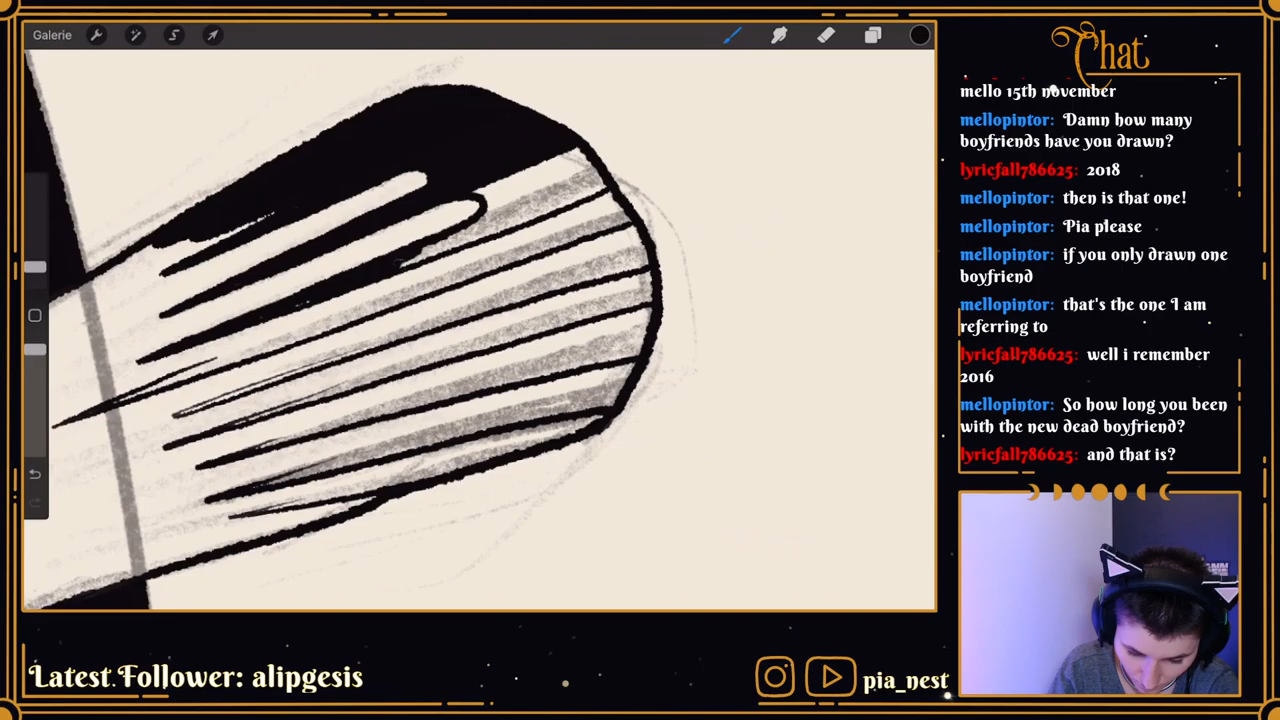 Galerie
Chat
mello 15th november
mellopintor: Damn how many
boyfriends have you drawn?
lyricfall786625: 2018
mellopintor: then is that one!
mellopintor: Pia please
mellopintor: if you only drawn one
boyfriend
mellopintor: that's the one I am
referring to
lyricfall786625: well i remember
2016
mellopintor: So how long you been
with the new dead boyfriend?
lyricfall786625: and that is?
Latest Follower: alipgesis
pia_nest